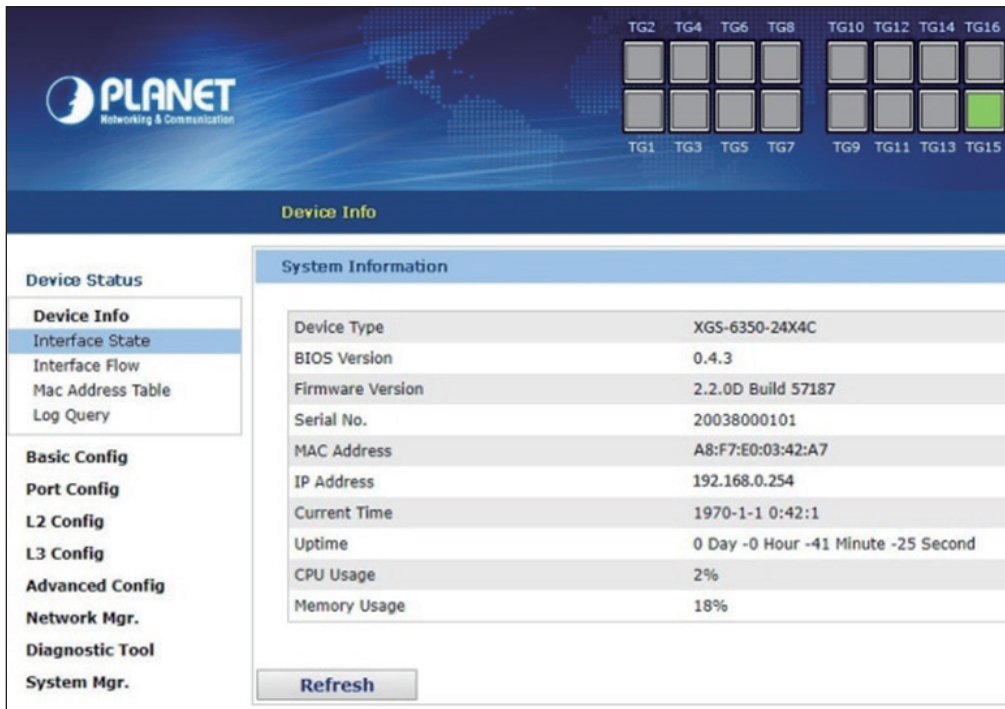 TG2 TG4 TG6 TG8 TG10 TG12 TG14 TG16
PLANET
Networking & Communication
TG1 TG3 TG5 TG7 TG9 TG11 TG13 TG15
Device Info
Device Status
Device Info
Interface State
Interface Flow
Mac Address Table
Log Query
Basic Config
Port Config
L2 Config
L3 Config
Advanced Config
Network Mgr.
Diagnostic Tool
System Mgr.
System Information
Device Type XGS-6350-24X4C
BIOS Version 0.4.3
Firmware Version 2.2.0D Build 57187
Serial No. 20038000101
MAC Address A8:F7:E0:03:42:A7
IP Address 192.168.0.254
Current Time 1970-1-1 0:42:1
Uptime 0 Day -0 Hour -41 Minute -25 Second
CPU Usage 2%
Memory Usage 18%
Refresh